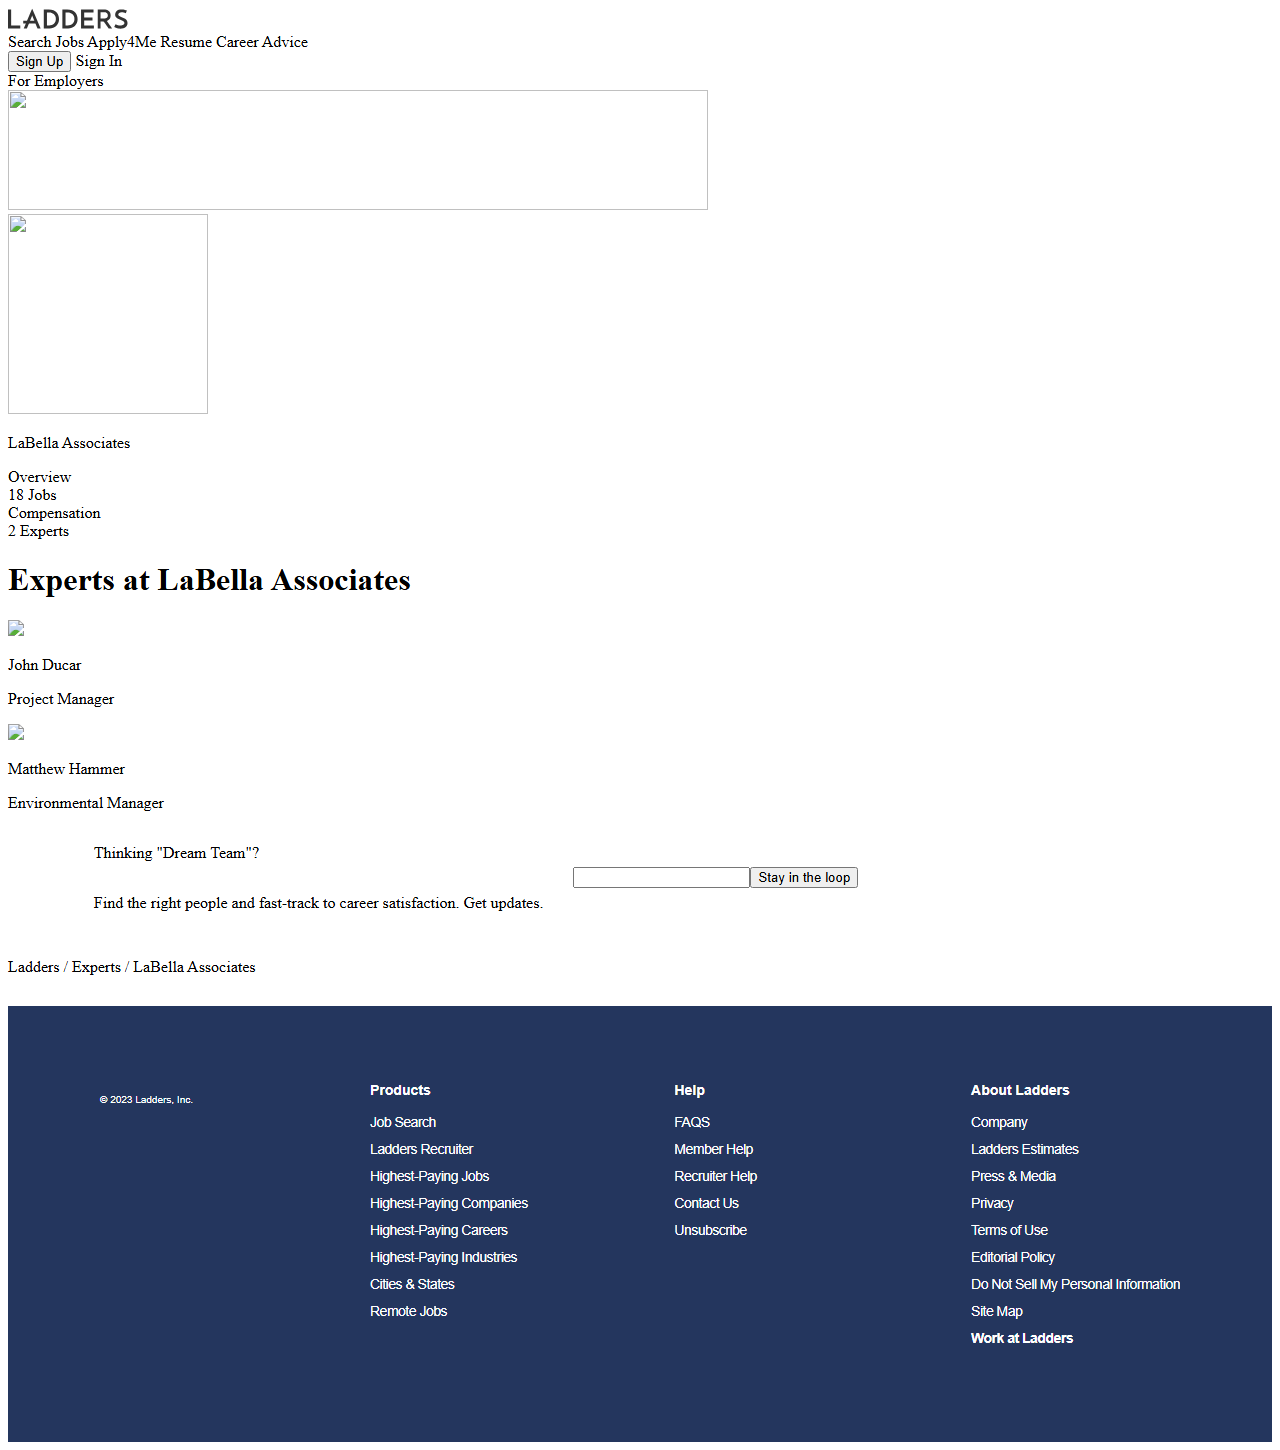 LADDERS
Search Jobs Apply4Me Resume Career Advice
Sign Up Sign In
For Employers
LaBella Associates
Overview
18 Jobs
Compensation
2 Experts
Experts at LaBella Associates
John Ducar
Project Manager
Matthew Hammer
Environmental Manager
Thinking "Dream Team"?
Find the right people and fast-track to career satisfaction. Get updates.
Stay in the loop
Ladders / Experts / LaBella Associates
© 2023 Ladders, Inc.
Products
Job Search
Ladders Recruiter
Highest-Paying Jobs
Highest-Paying Companies
Highest-Paying Careers
Highest-Paying Industries
Cities & States
Remote Jobs
Help
FAQS
Member Help
Recruiter Help
Contact Us
Unsubscribe
About Ladders
Company
Ladders Estimates
Press & Media
Privacy
Terms of Use
Editorial Policy
Do Not Sell My Personal Information
Site Map
Work at Ladders